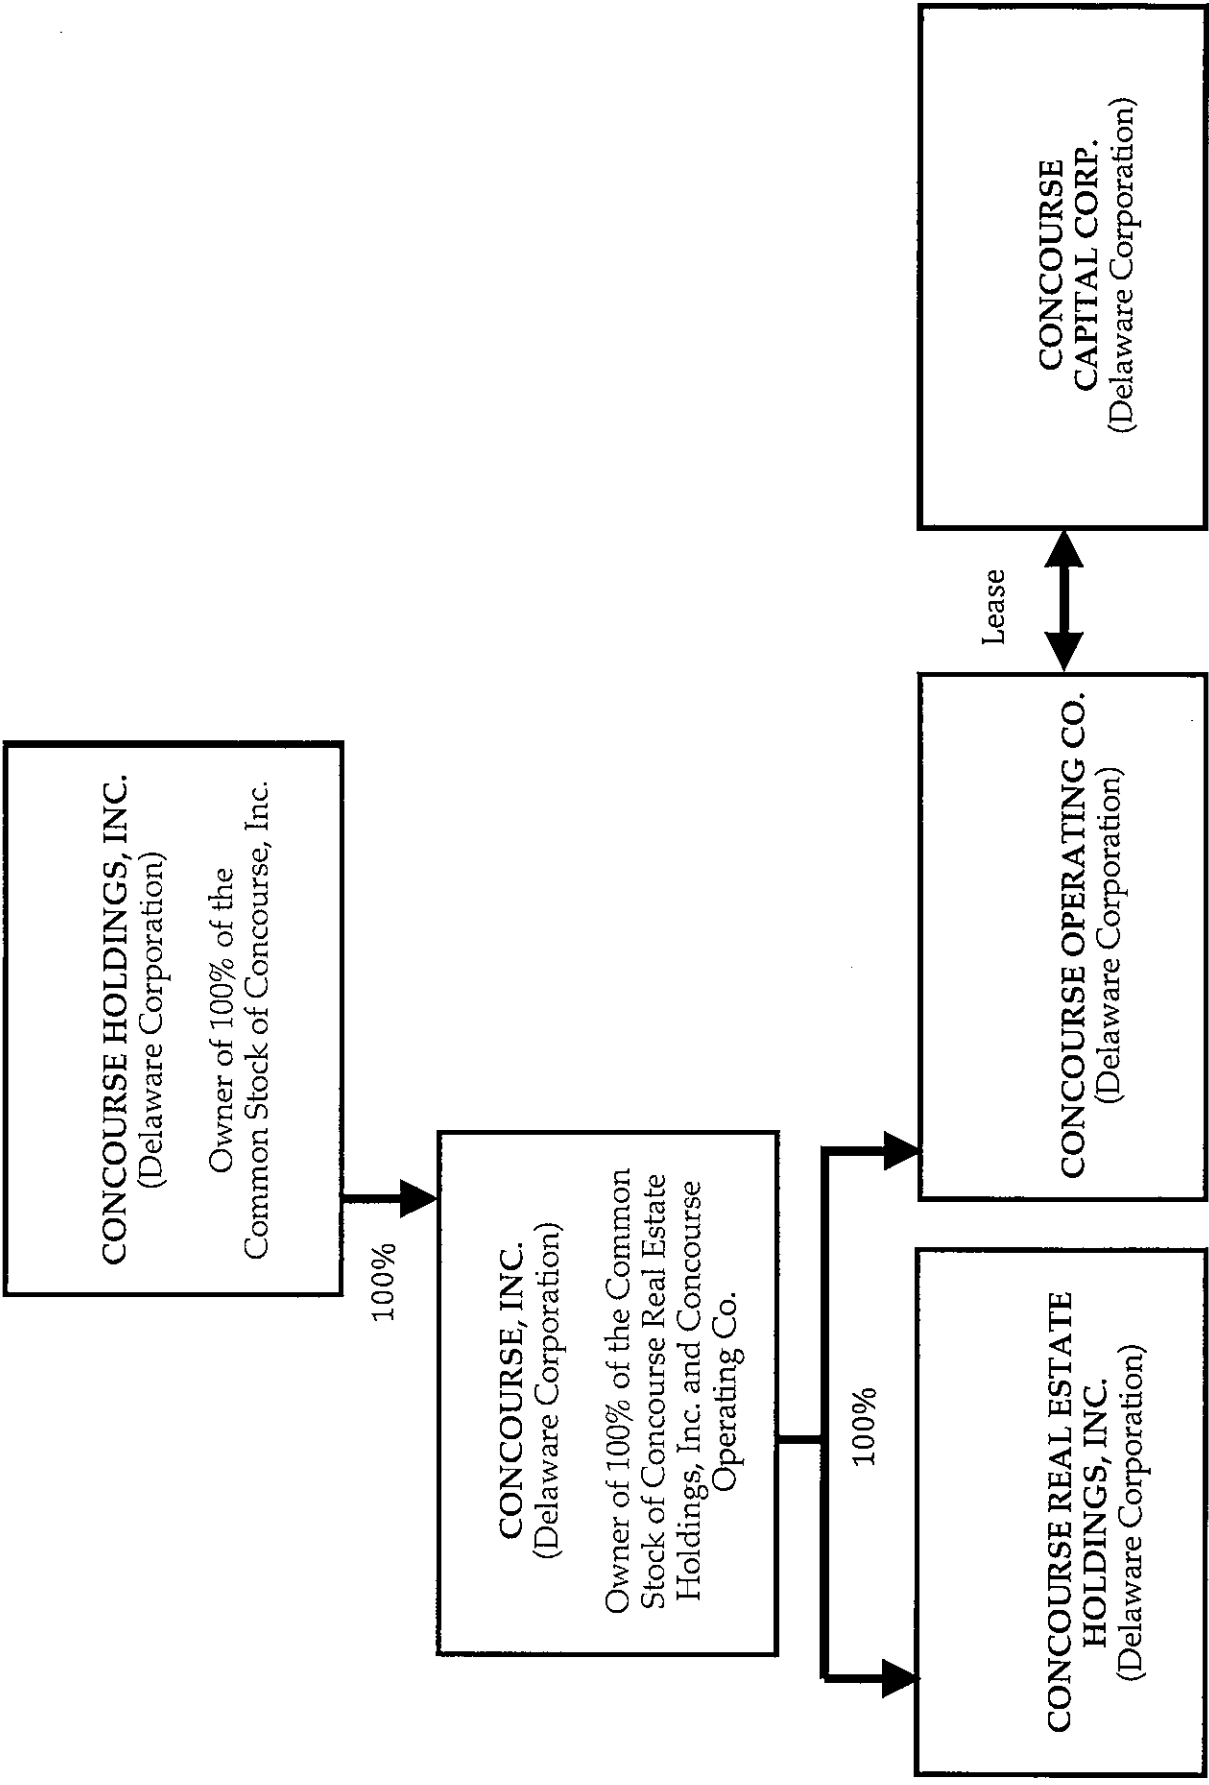 CONCOURSE HOLDINGS, INC.
(Delaware Corporation)
Owner of 100% of the
Common Stock of Concourse, Inc.
100%
CONCOURSE, INC.
(Delaware Corporation)
Owner of 100% of the Common
Stock of Concourse Real Estate
Holdings, Inc. and Concourse
Operating Co.
100%
CONCOURSE REAL ESTATE
HOLDINGS, INC.
(Delaware Corporation)
CONCOURSE OPERATING CO.
(Delaware Corporation)
Lease
CONCOURSE
CAPITAL CORP.
(Delaware Corporation)